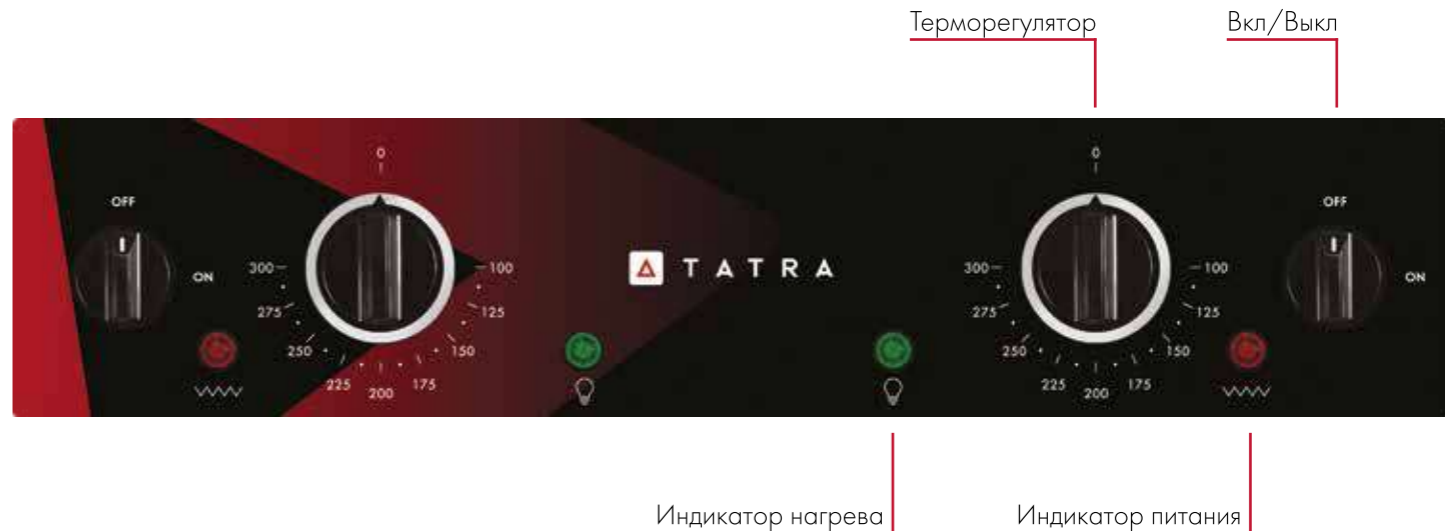 Терморегулятор Вкл/Выкл
0 0
OFF OFF
300 100 TATRA 300 100
ON ON
275 125 275 125
250 150 250 150
225 175 225 175
200 200
Индикатор нагрева Индикатор питания